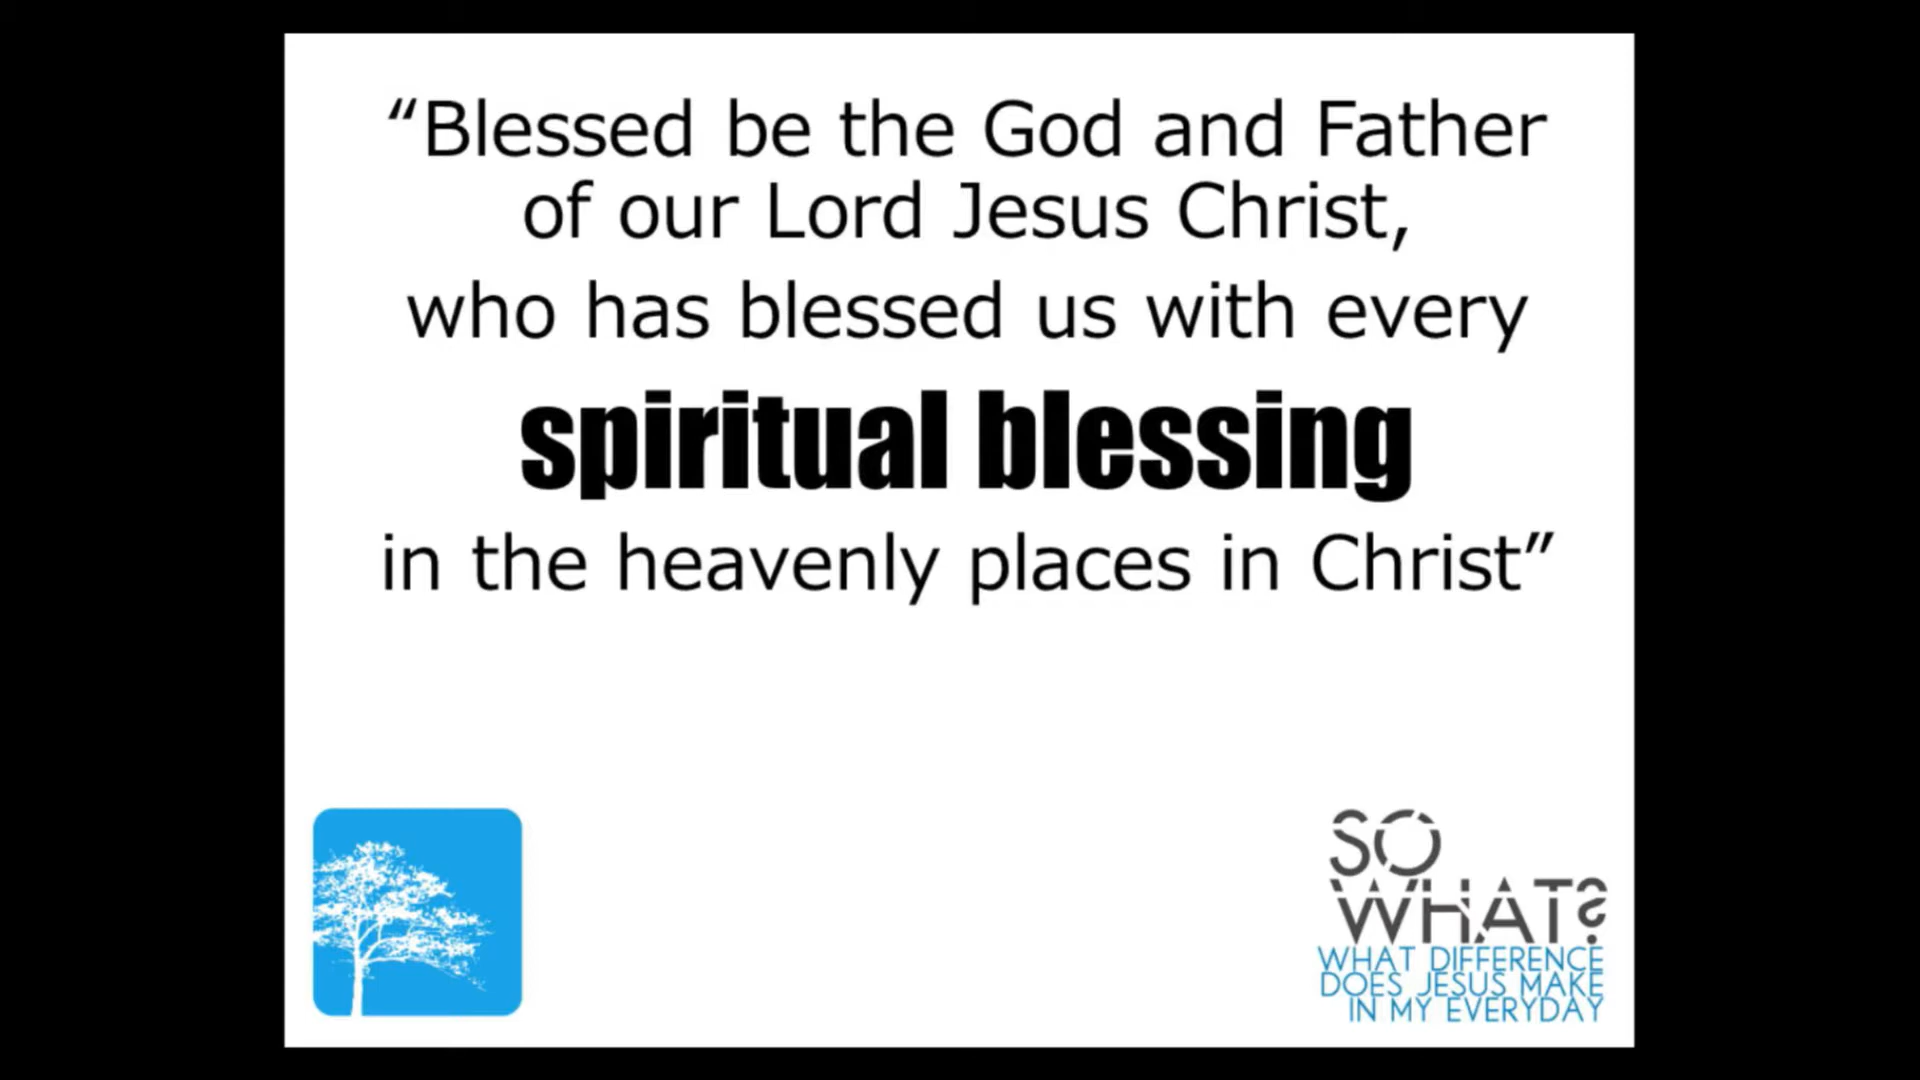 “Blessed be the God and Father
of our Lord Jesus Christ,
who has blessed us with every
spiritual blessing
in the heavenly places in Christ”
SO
WHAT?
WHAT DIFFERENCE
DOES JESUS MAKE
IN MY EVERYDAY